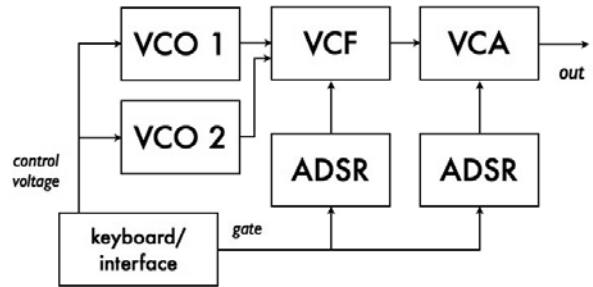 VCO 1
VCF
VCA
out
VCO 2
ADSR
ADSR
control
voltage
keyboard/
interface
gate